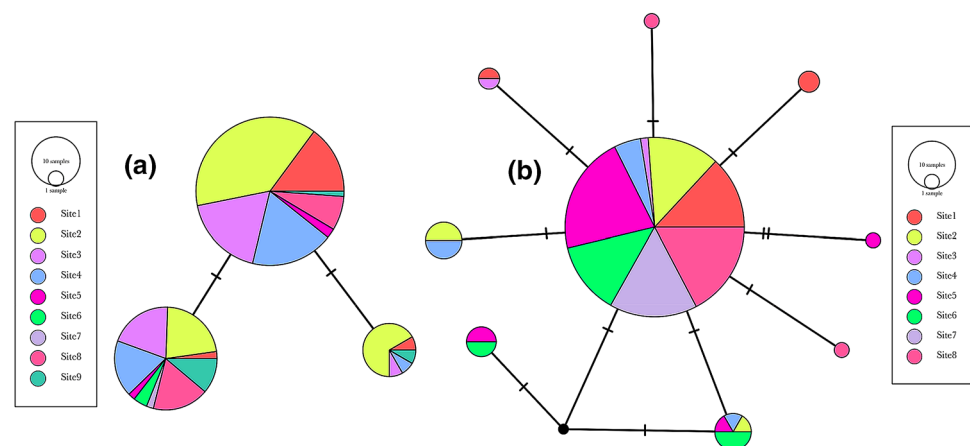 (a)
10 samples
1 sample
Site1
Site2
Site3
Site4
Site5
Site6
Site7
Site8
Site9
(b)
10 samples
1 sample
Site1
Site2
Site3
Site4
Site5
Site6
Site7
Site8